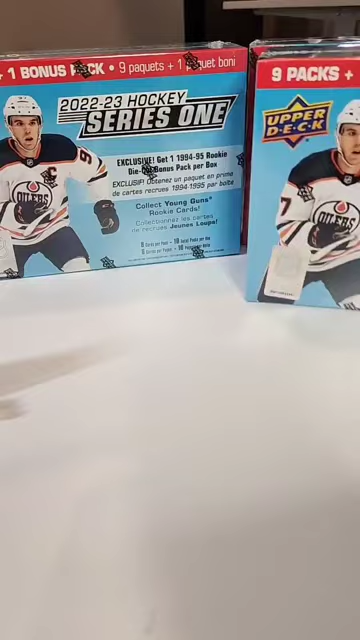 + 1 BONUS PACK • 9 paquets + 1 paquet boni
2022-23 HOCKEY
SERIES ONE
EXCLUSIVE! Get 1 1994-95 Rookie
Die-Cut Bonus Pack per Box
EXCLUSIF! Obtenez un paquet en prime
de cartes recrues 1994-1995 par boîte
Collect Young Guns®
Rookie Cards!
Collectionnez les cartes
de recrues Jeunes Loups!
OILERS
9 PACKS +
UPPER
DECK
OILERS